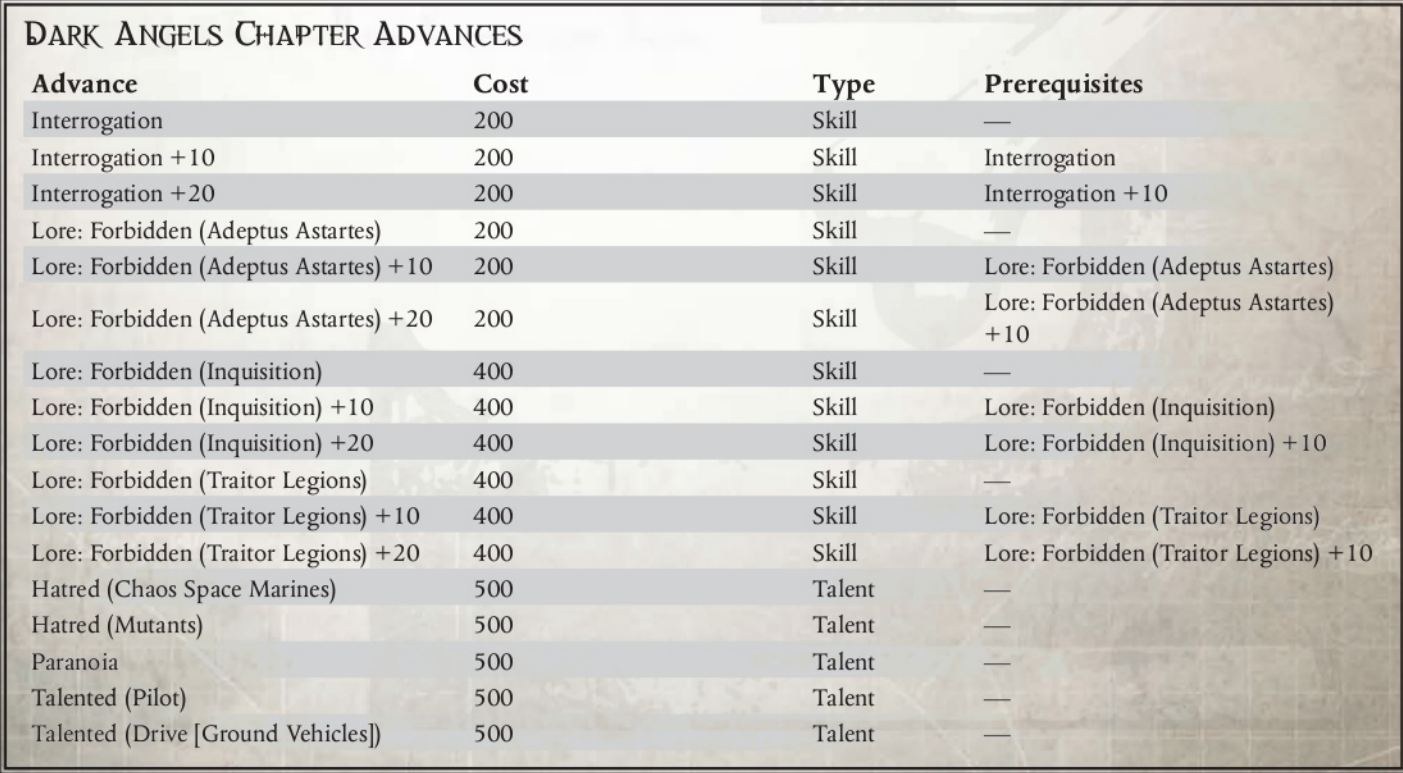 DARK ANGELS CHAPTER ADVANCES
Advance Cost Type Prerequisites
Interrogation 200 Skill —
Interrogation +10 200 Skill Interrogation
Interrogation +20 200 Skill Interrogation +10
Lore: Forbidden (Adeptus Astartes) 200 Skill —
Lore: Forbidden (Adeptus Astartes) +10 200 Skill Lore: Forbidden (Adeptus Astartes)
Lore: Forbidden (Adeptus Astartes) +20 200 Skill Lore: Forbidden (Adeptus Astartes)
+10
Lore: Forbidden (Inquisition) 400 Skill —
Lore: Forbidden (Inquisition) +10 400 Skill Lore: Forbidden (Inquisition)
Lore: Forbidden (Inquisition) +20 400 Skill Lore: Forbidden (Inquisition) +10
Lore: Forbidden (Traitor Legions) 400 Skill —
Lore: Forbidden (Traitor Legions) +10 400 Skill Lore: Forbidden (Traitor Legions)
Lore: Forbidden (Traitor Legions) +20 400 Skill Lore: Forbidden (Traitor Legions) +10
Hatred (Chaos Space Marines) 500 Talent —
Hatred (Mutants) 500 Talent —
Paranoia 500 Talent —
Talented (Pilot) 500 Talent —
Talented (Drive [Ground Vehicles]) 500 Talent —